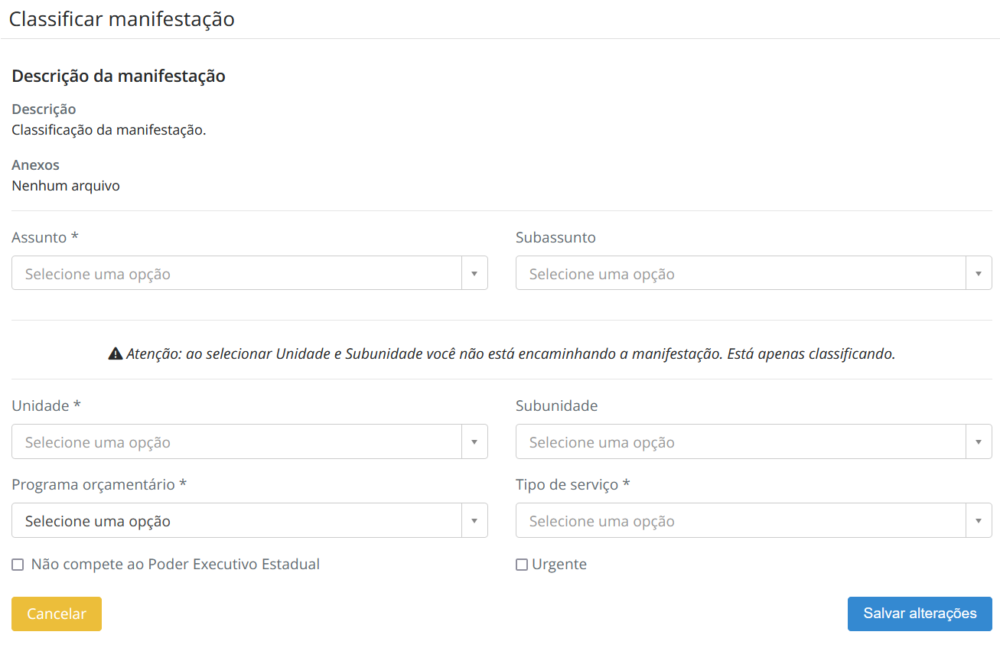 Classificar manifestação
Descrição da manifestação
Descrição
Classificação da manifestação.
Anexos
Nenhum arquivo
Assunto *
Subassunto
Selecione uma opção
Selecione uma opção
Atenção: ao selecionar Unidade e Subunidade você não está encaminhando a manifestação. Está apenas classificando.
Unidade *
Subunidade
Selecione uma opção
Selecione uma opção
Programa orçamentário *
Tipo de serviço *
Selecione uma opção
Selecione uma opção
Não compete ao Poder Executivo Estadual
Urgente
Cancelar
Salvar alterações